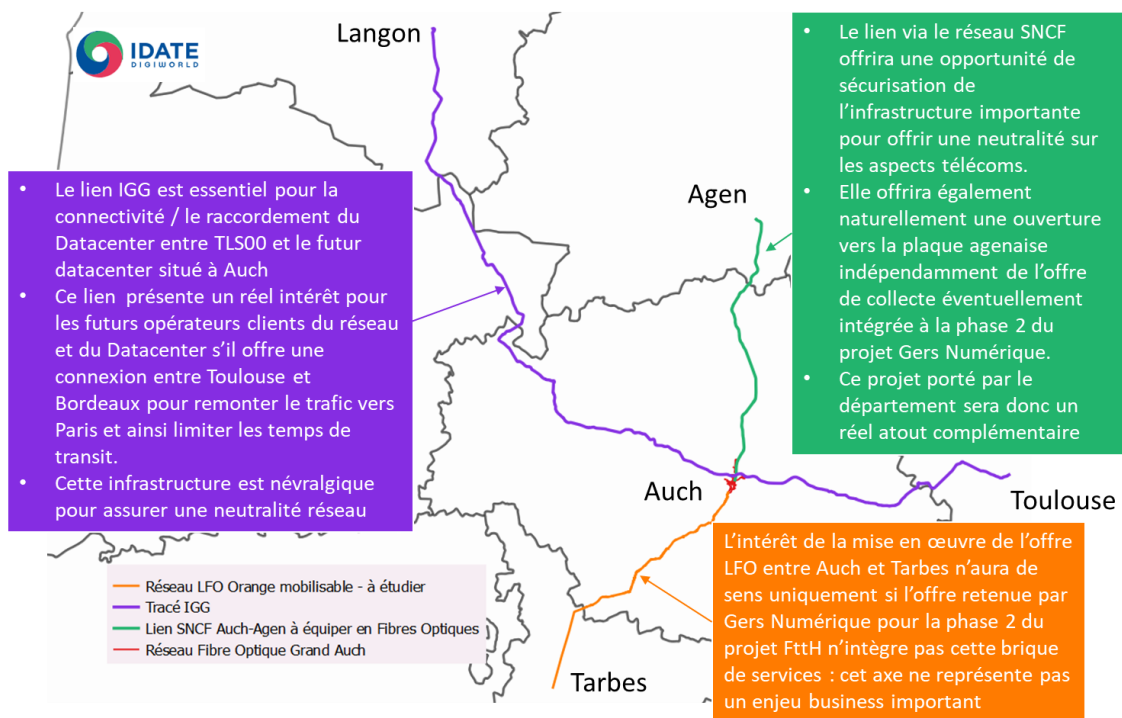 IDATE
DIGIWORLD
Langon
Agen
Auch
Toulouse
Tarbes
• Le lien IGG est essentiel pour la
connectivité / le raccordement du
Datacenter entre TLS00 et le futur
datacenter situé à Auch
• Ce lien présente un réel intérêt pour
les futurs opérateurs clients du réseau
et du Datacenter s’il offre une
connexion entre Toulouse et
Bordeaux pour remonter le trafic vers
Paris et ainsi limiter les temps de
transit.
• Cette infrastructure est névralgique
pour assurer une neutralité réseau
• Le lien via le réseau SNCF
offrira une opportunité de
sécurisation de
l’infrastructure importante
pour offrir une neutralité sur
les aspects télécoms.
• Elle offrira également
naturellement une ouverture
vers la plaque agenaise
indépendamment de l’offre
de collecte éventuellement
intégrée à la phase 2 du
projet Gers Numérique.
• Ce projet porté par le
département sera donc un
réel atout complémentaire
L’intérêt de la mise en œuvre de l’offre
LFO entre Auch et Tarbes n’aura de
sens uniquement si l’offre retenue par
Gers Numérique pour la phase 2 du
projet FttH n’intègre pas cette brique
de services : cet axe ne représente pas
un enjeu business important
Réseau LFO Orange mobilisable - à étudier
Tracé IGG
Lien SNCF Auch-Agen à équiper en Fibres Optiques
Réseau Fibre Optique Grand Auch